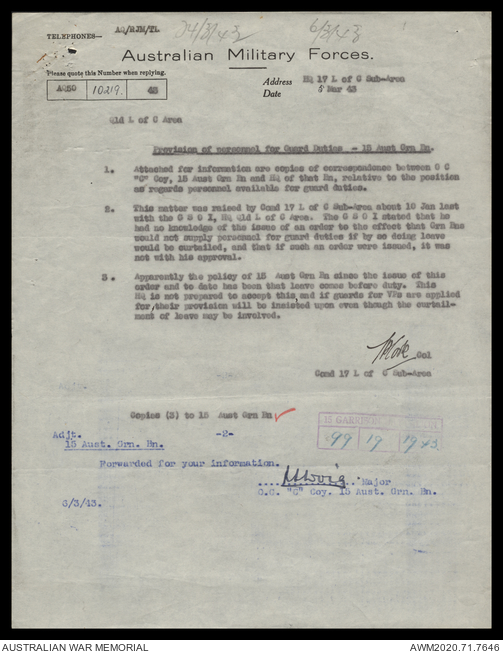 TELEPHONES—
AQ/RJM/TL
6/3/43
Australian Military Forces.
Please quote this Number when replying.
10219. 43
Address HQ 17 L of C Sub-Area
Date 5 Mar 43
Qld L of C Area
Provision of personnel for Guard Duties - 15 Aust Grn Bn.
1. Attached for information are copies of correspondence between O C
"C" Coy, 15 Aust Grn Bn and HQ of that Bn, relative to the position
as regards personnel available for guard duties.
2. This matter was raised by Comd 17 L of C Sub-Area about 10 Jan last
with the G S O I, HQ Qld L of C Area. The G S O I stated that he
had no knowledge of the issue of an order to the effect that Grn Bns
would not supply personnel for guard duties if by so doing leave
would be curtailed, and that if such an order were issued, it was
not with his approval.
3. Apparently the policy of 15 Aust Grn Bn since the issue of this
order and to date has been that leave comes before duty. This
HQ is not prepared to accept this, and if guards for VPs are applied
for, their provision will be insisted upon even though the curtail-
ment of leave may be involved.
Col
Comd 17 L of C Sub-Area
Copies (3) to 15 Aust Grn Bn
15 GARRISON
99 19 1943
Adjt.
15 Aust. Grn. Bn.
-2-
Forwarded for your information.
Major
O.C. "C" Coy. 15 Aust. Grn. Bn.
6/3/43.
AUSTRALIAN WAR MEMORIAL
AWM2020.71.7646